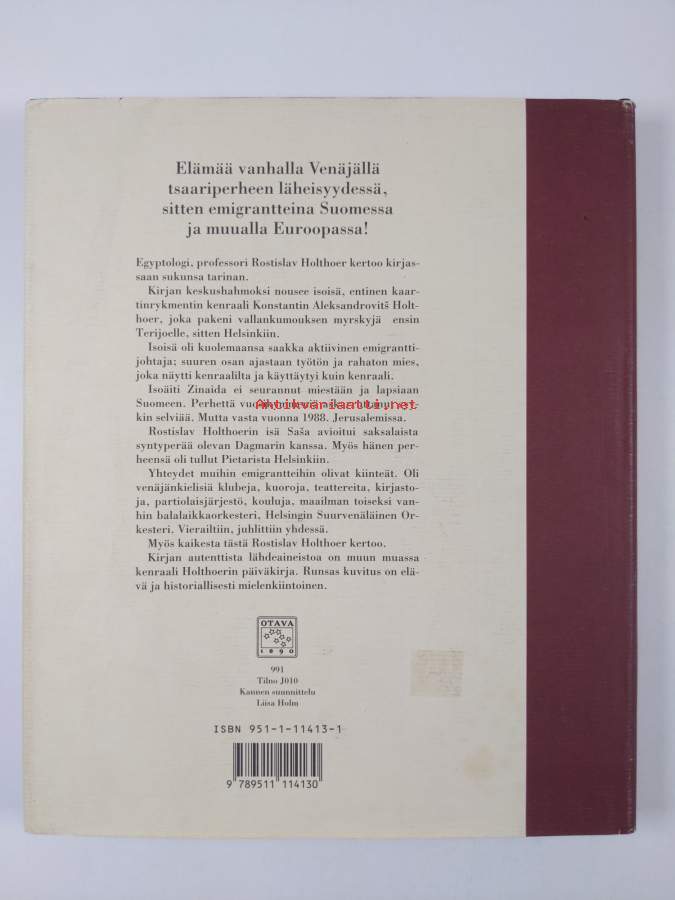 Elämää vanhalla Venäjällä
tsaariperheen läheisyydessä,
sitten emigrantteina Suomessa
ja muualla Euroopassa!
Egyptologi, professori Rostislav Holthoer kertoo kirjas-
saan sukunsa tarinan.
Kirjan keskushahmoksi nousee isoisä, entinen kaar-
tinrykmentin kenraali Konstantin Aleksandrovitš Holt-
hoer, joka pakeni vallankumouksen myrskyjä ensin
Terijoelle, sitten Helsinkiin.
Isoisä oli kuolemaansa saakka aktiivinen emigrantti-
johtaja; suuren osan ajastaan työtön ja rahaton mies,
joka näytti kenraalilta ja käyttäytyi kuin kenraali.
Isoäiti Zinaida ei seurannut miestään ja lapsiaan
Suomeen. Perhettä
Antikvariaatti.net
kin selviää. Mutta vasta vuonna 1988. Jerusalemissa.
Rostislav Holthoerin isä Saša avioitui saksalaista
syntyperää olevan Dagmarin kanssa. Myös hänen per-
heensä oli tullut Pietarista Helsinkiin.
Yhteydet muihin emigrantteihin olivat kiinteät. Oli
venäjänkielisiä klubeja, kuoroja, teattereita, kirjasto-
ja, partiolaisjärjestö, kouluja, maailman toiseksi van-
hin balalaikkaorkesteri, Helsingin Suurvenäläinen Or-
kesteri. Vierailtiin, juhlittiin yhdessä.
Myös kaikesta tästä Rostislav Holthoer kertoo.
Kirjan autenttista lähdeaineistoa on muun muassa
kenraali Holthoerin päiväkirja. Runsas kuvitus on elä-
vä ja historiallisesti mielenkiintoinen.
OTAVA
1890
991
Tilno J010
Kannen suunnittelu
Liisa Holm
ISBN 951-1-11413-1
9 789511 114130